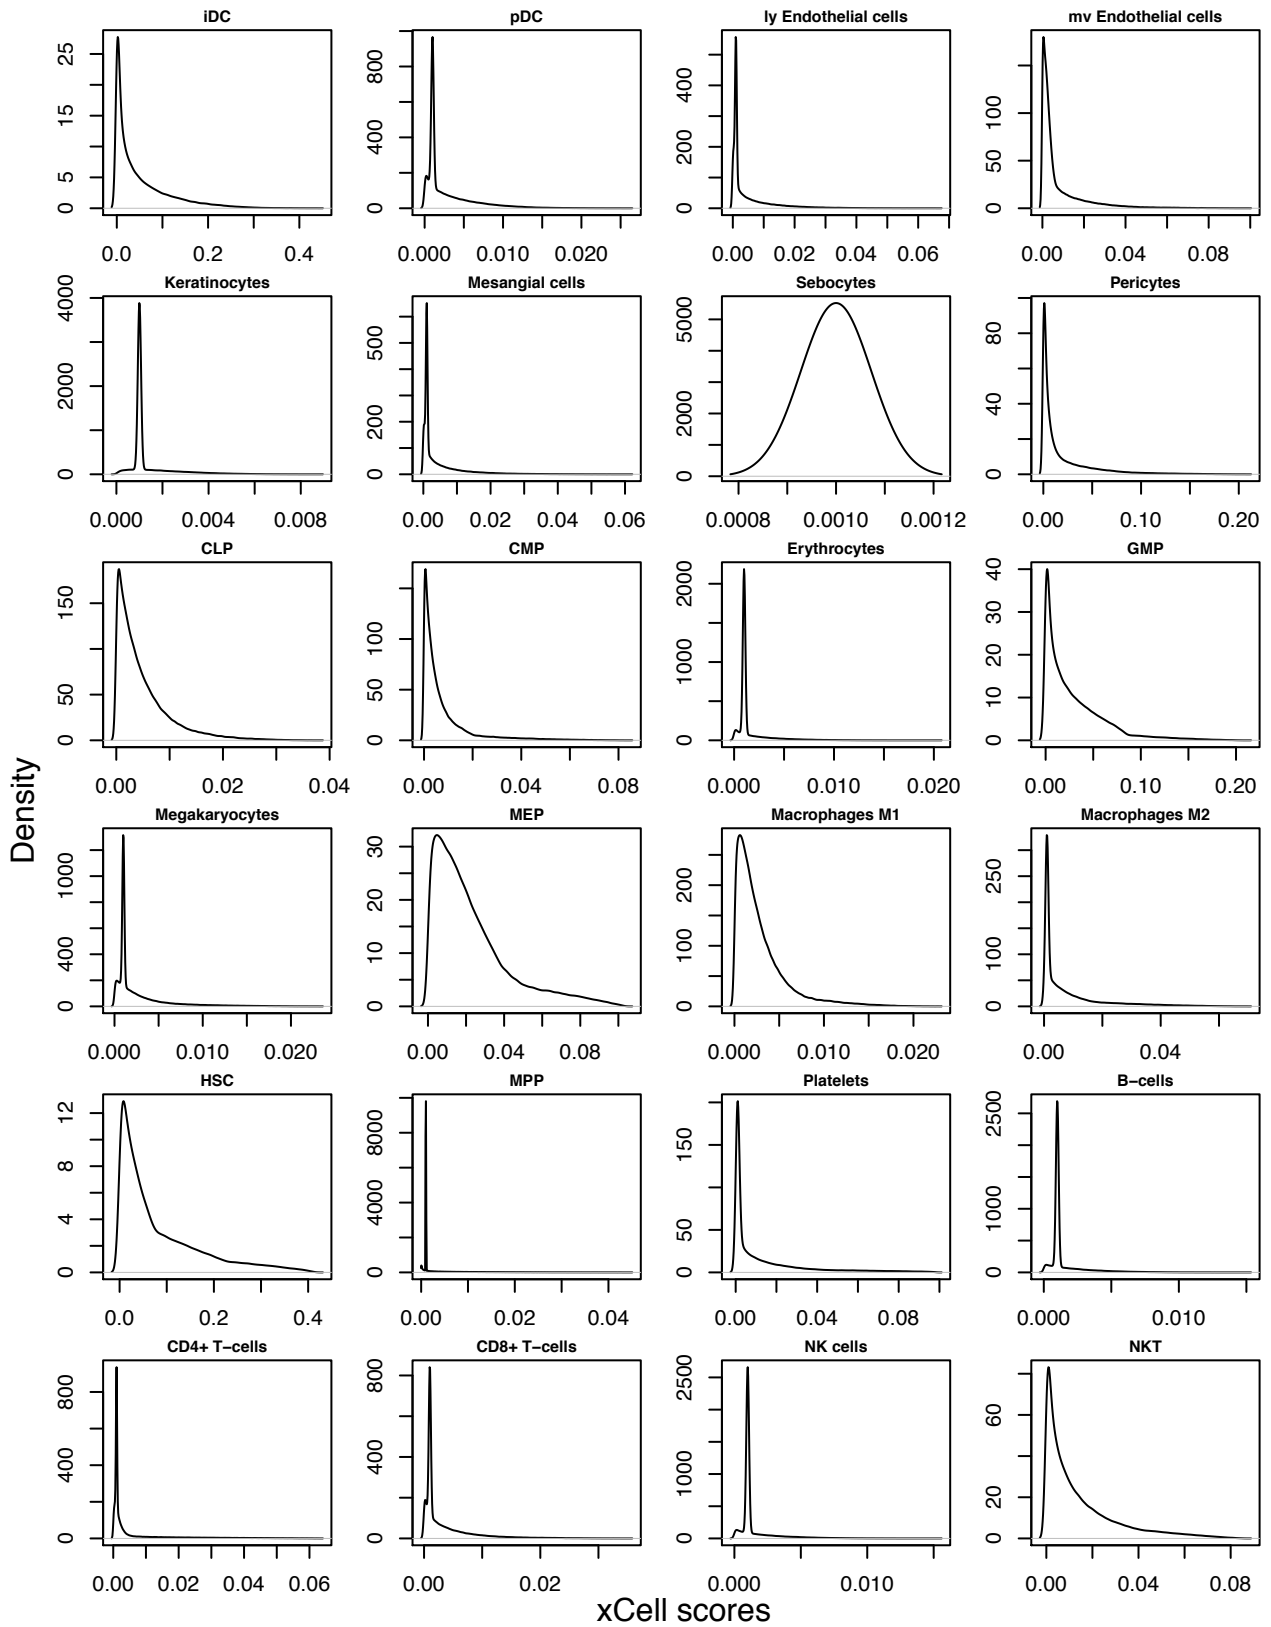 iDC pDC ly Endothelial cells mv Endothelial cells
0 5 15 25 0 400 800 0 200 400 0 50 100
0.0 0.2 0.4 0.000 0.010 0.020 0.00 0.02 0.04 0.06 0.00 0.04 0.08
Keratinocytes Mesangial cells Sebocytes Pericytes
0 2000 4000 0 200 500 0 2000 5000 0 40 80
0.000 0.004 0.008 0.00 0.02 0.04 0.06 0.0008 0.0010 0.0012 0.00 0.10 0.20
CLP CMP Erythrocytes GMP
0 50 150 0 50 100 0 1000 2000 0 10 20 30 40
0.00 0.02 0.04 0.00 0.04 0.08 0.000 0.010 0.020 0.00 0.10 0.20
Density
Megakaryocytes MEP Macrophages M1 Macrophages M2
0 400 1000 0 10 20 30 0 100 200 0 100 250
0.000 0.010 0.020 0.00 0.04 0.08 0.000 0.010 0.020 0.00 0.04
HSC MPP Platelets B−cells
0 4 8 12 0 4000 8000 0 50 150 0 1000 2500
0.0 0.2 0.4 0.00 0.02 0.04 0.00 0.04 0.08 0.000 0.010
CD4+ T−cells CD8+ T−cells NK cells NKT
0 400 800 0 400 800 0 1000 2500 0 20 60
0.00 0.02 0.04 0.06 0.00 0.02 0.000 0.010 0.00 0.04 0.08
xCell scores